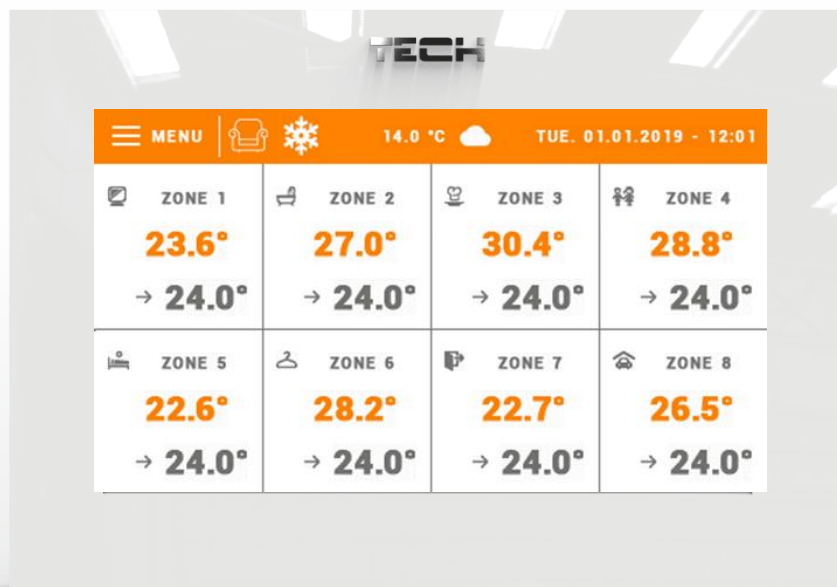 TECH
MENU 14.0 °C TUE. 01.01.2019 - 12:01
ZONE 1 ZONE 2 ZONE 3 ZONE 4
23.6° 27.0° 30.4° 28.8°
→ 24.0° → 24.0° → 24.0° → 24.0°
ZONE 5 ZONE 6 ZONE 7 ZONE 8
22.6° 28.2° 22.7° 26.5°
→ 24.0° → 24.0° → 24.0° → 24.0°